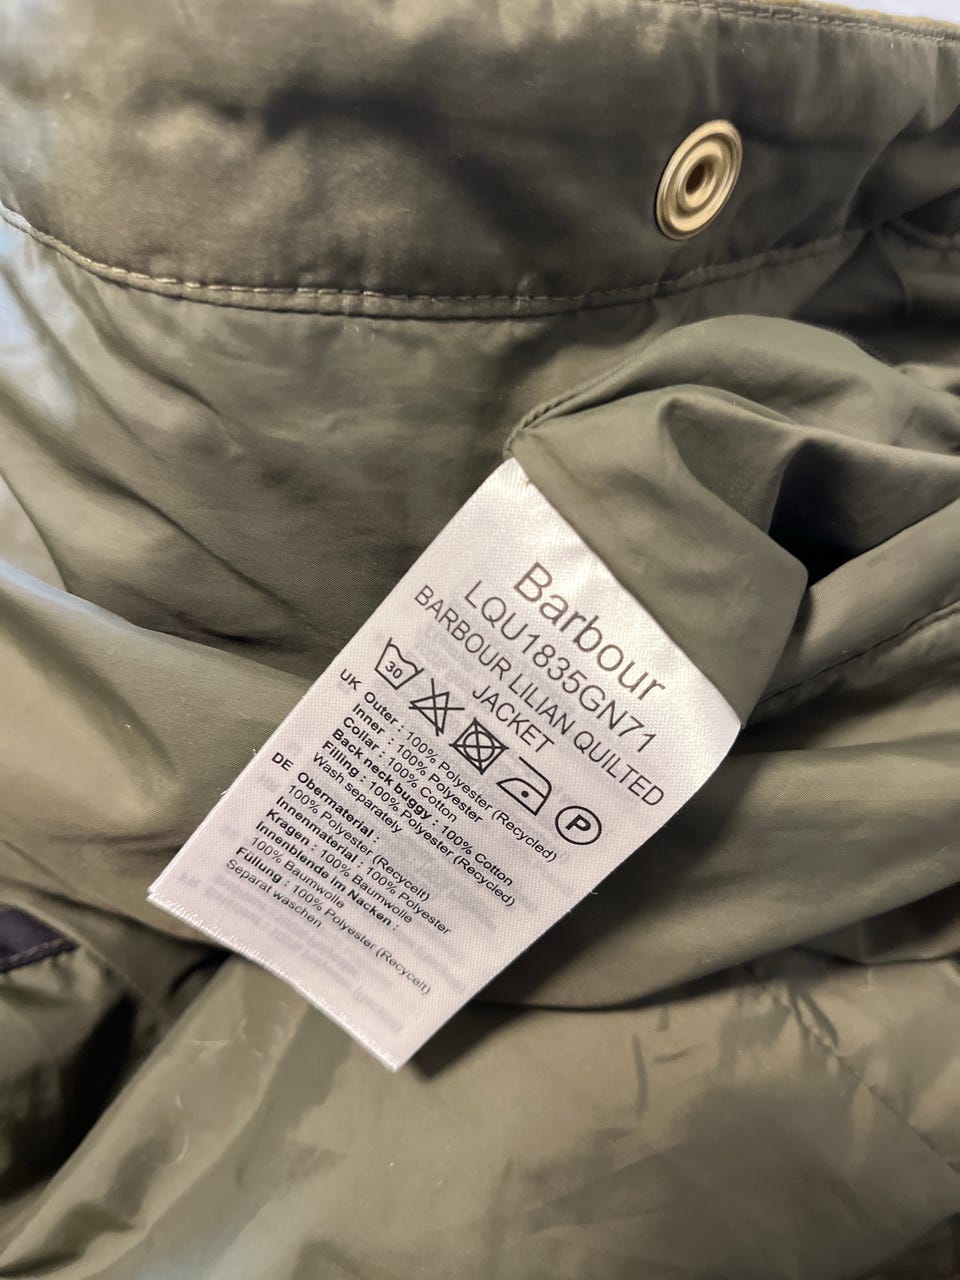 Barbour
LQU1835GN71
BARBOUR LILIAN QUILTED
JACKET
30
P
UK Outer : 100% Polyester (Recycled)
Inner : 100% Polyester
Collar : 100% Cotton
Back neck buggy : 100% Cotton
Filling : 100% Polyester (Recycled)
Wash separately
DE Obermaterial :
100% Polyester (Recycelt)
Innenmaterial : 100% Polyester
Kragen : 100% Baumwolle
Innenblende im Nacken :
100% Baumwolle
Füllung : 100% Polyester (Recycelt)
Separat waschen